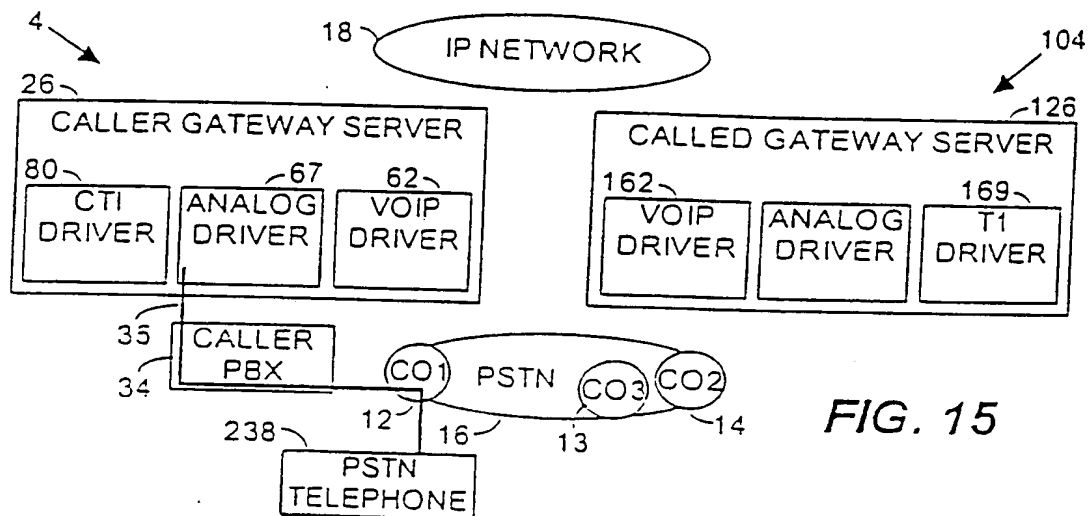 4
18
IP NETWORK
104
26
CALLER GATEWAY SERVER
80
CTI
DRIVER
67
ANALOG
DRIVER
62
VOIP
DRIVER
126
CALLED GATEWAY SERVER
162
VOIP
DRIVER
ANALOG
DRIVER
169
T1
DRIVER
35
34
CALLER
PBX
CO1
12
PSTN
16
CO3
13
CO2
14
238
PSTN
TELEPHONE
FIG. 15